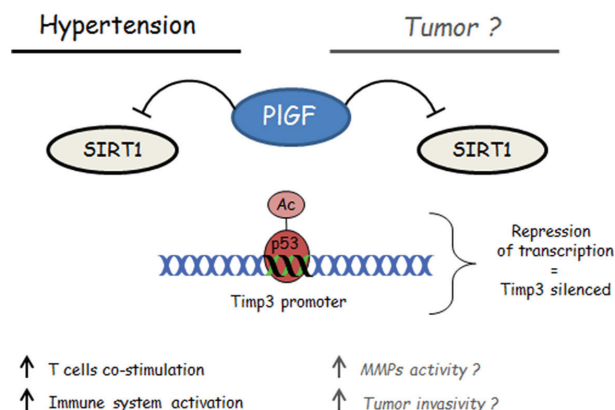 Hypertension
Tumor ?
PlGF
SIRT1
SIRT1
Ac
p53
Timp3 promoter
Repression
of transcription
=
Timp3 silenced
↑ T cells co-stimulation
↑ Immune system activation
↑ MMPs activity ?
↑ Tumor invasivity ?